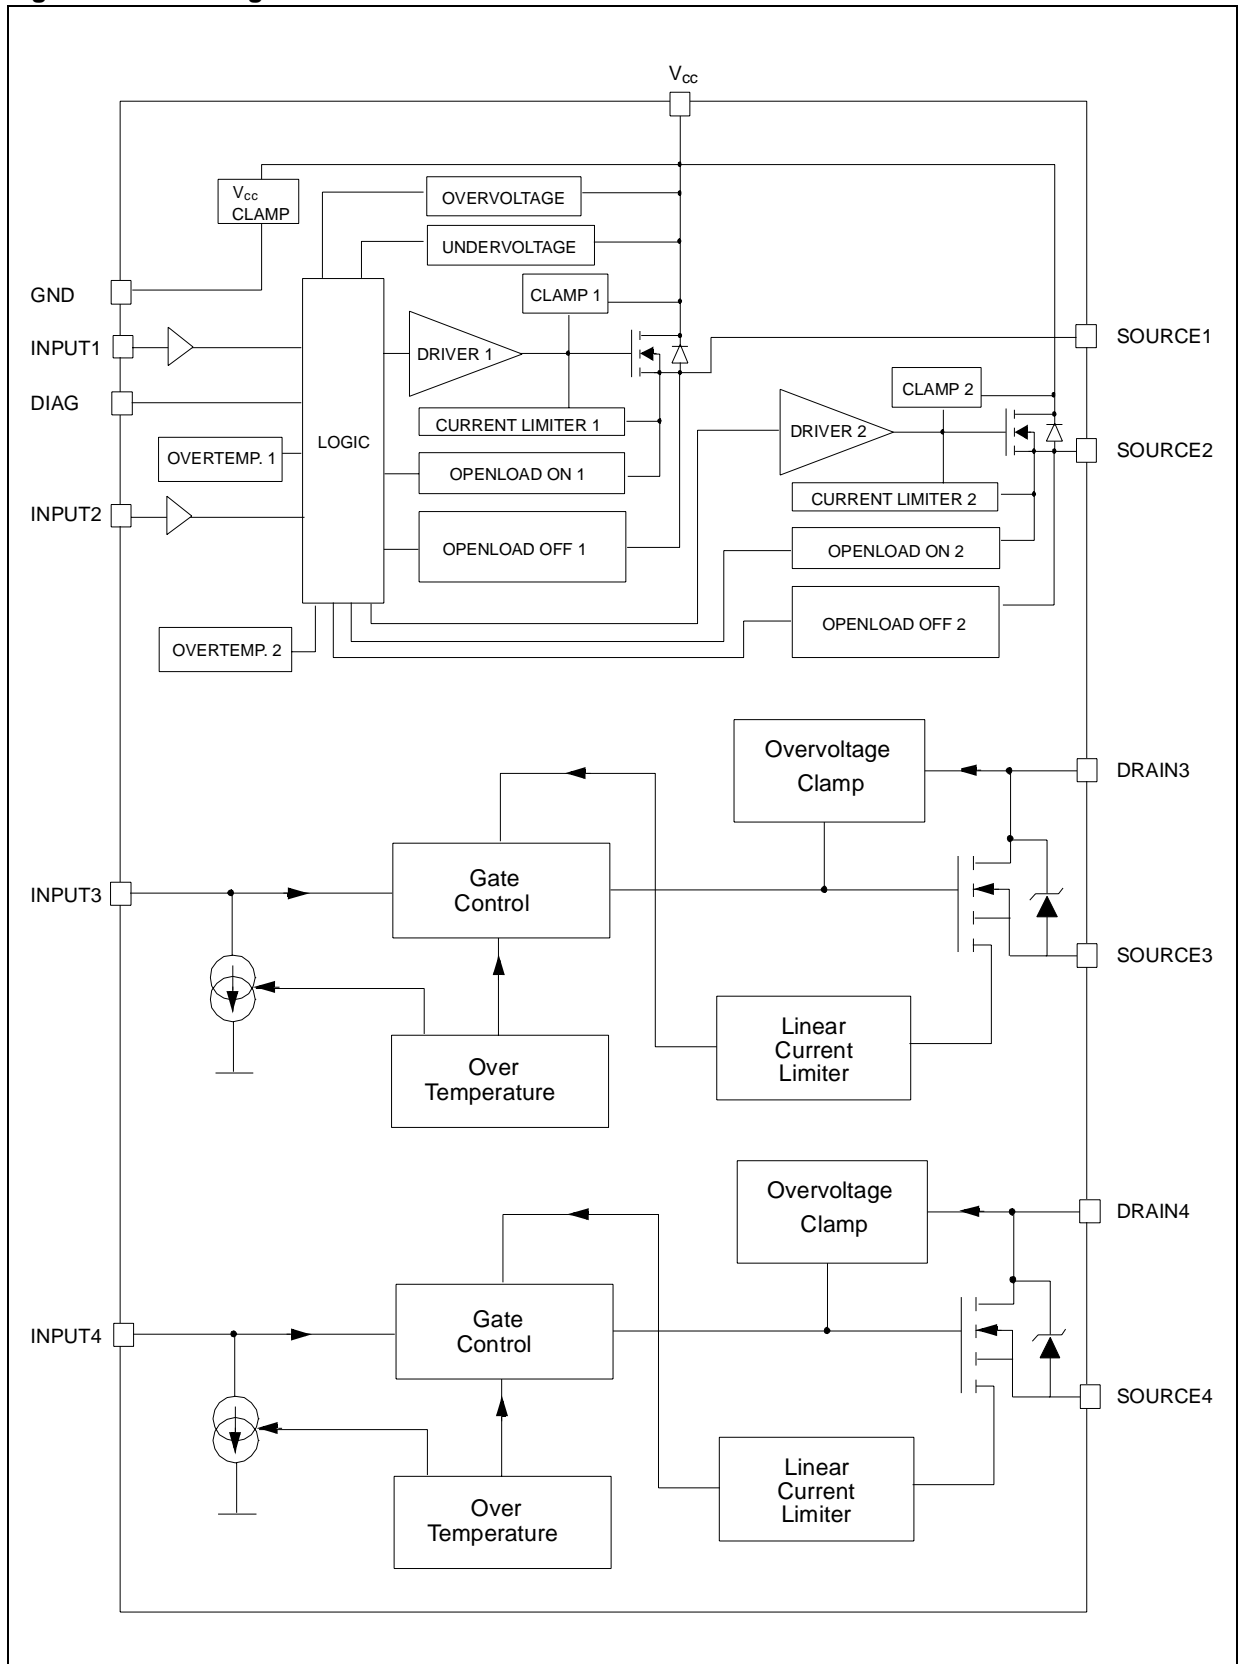 Vcc
Vcc
CLAMP
OVERVOLTAGE
UNDERVOLTAGE
GND
CLAMP 1
INPUT1
DRIVER 1
SOURCE1
DIAG
CLAMP 2
CURRENT LIMITER 1
LOGIC
DRIVER 2
SOURCE2
OVERTEMP. 1
OPENLOAD ON 1
CURRENT LIMITER 2
INPUT2
OPENLOAD OFF 1
OPENLOAD ON 2
OPENLOAD OFF 2
OVERTEMP. 2
Overvoltage
Clamp
DRAIN3
Gate
Control
INPUT3
SOURCE3
Linear
Current
Limiter
Over
Temperature
Overvoltage
Clamp
DRAIN4
Gate
Control
INPUT4
SOURCE4
Linear
Current
Limiter
Over
Temperature